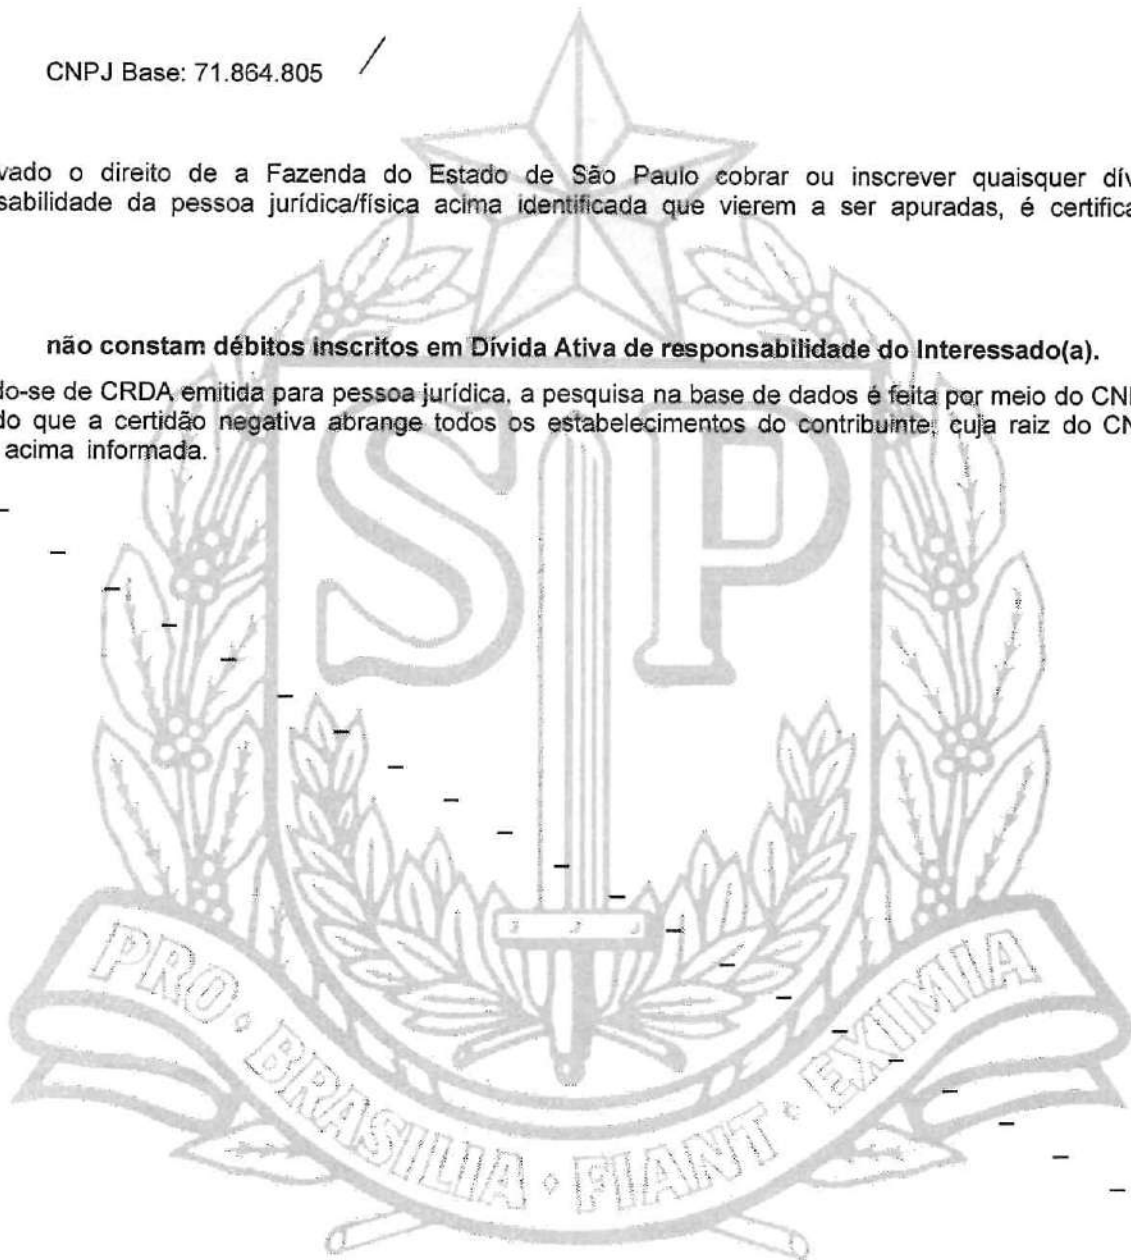 CNPJ Base: 71.864.805 /
vado o direito de a Fazenda do Estado de São Paulo cobrar ou inscrever quaisquer dív
sabilidade da pessoa jurídica/física acima identificada que vierem a ser apuradas, é certifica
não constam débitos inscritos em Dívida Ativa de responsabilidade do Interessado(a).
do-se de CRDA emitida para pessoa jurídica, a pesquisa na base de dados é feita por meio do CN
do que a certidão negativa abrange todos os estabelecimentos do contribuinte, cuja raiz do CN
acima informada.
SP
PRO · BRASILIA · FIANT · EXIMIA